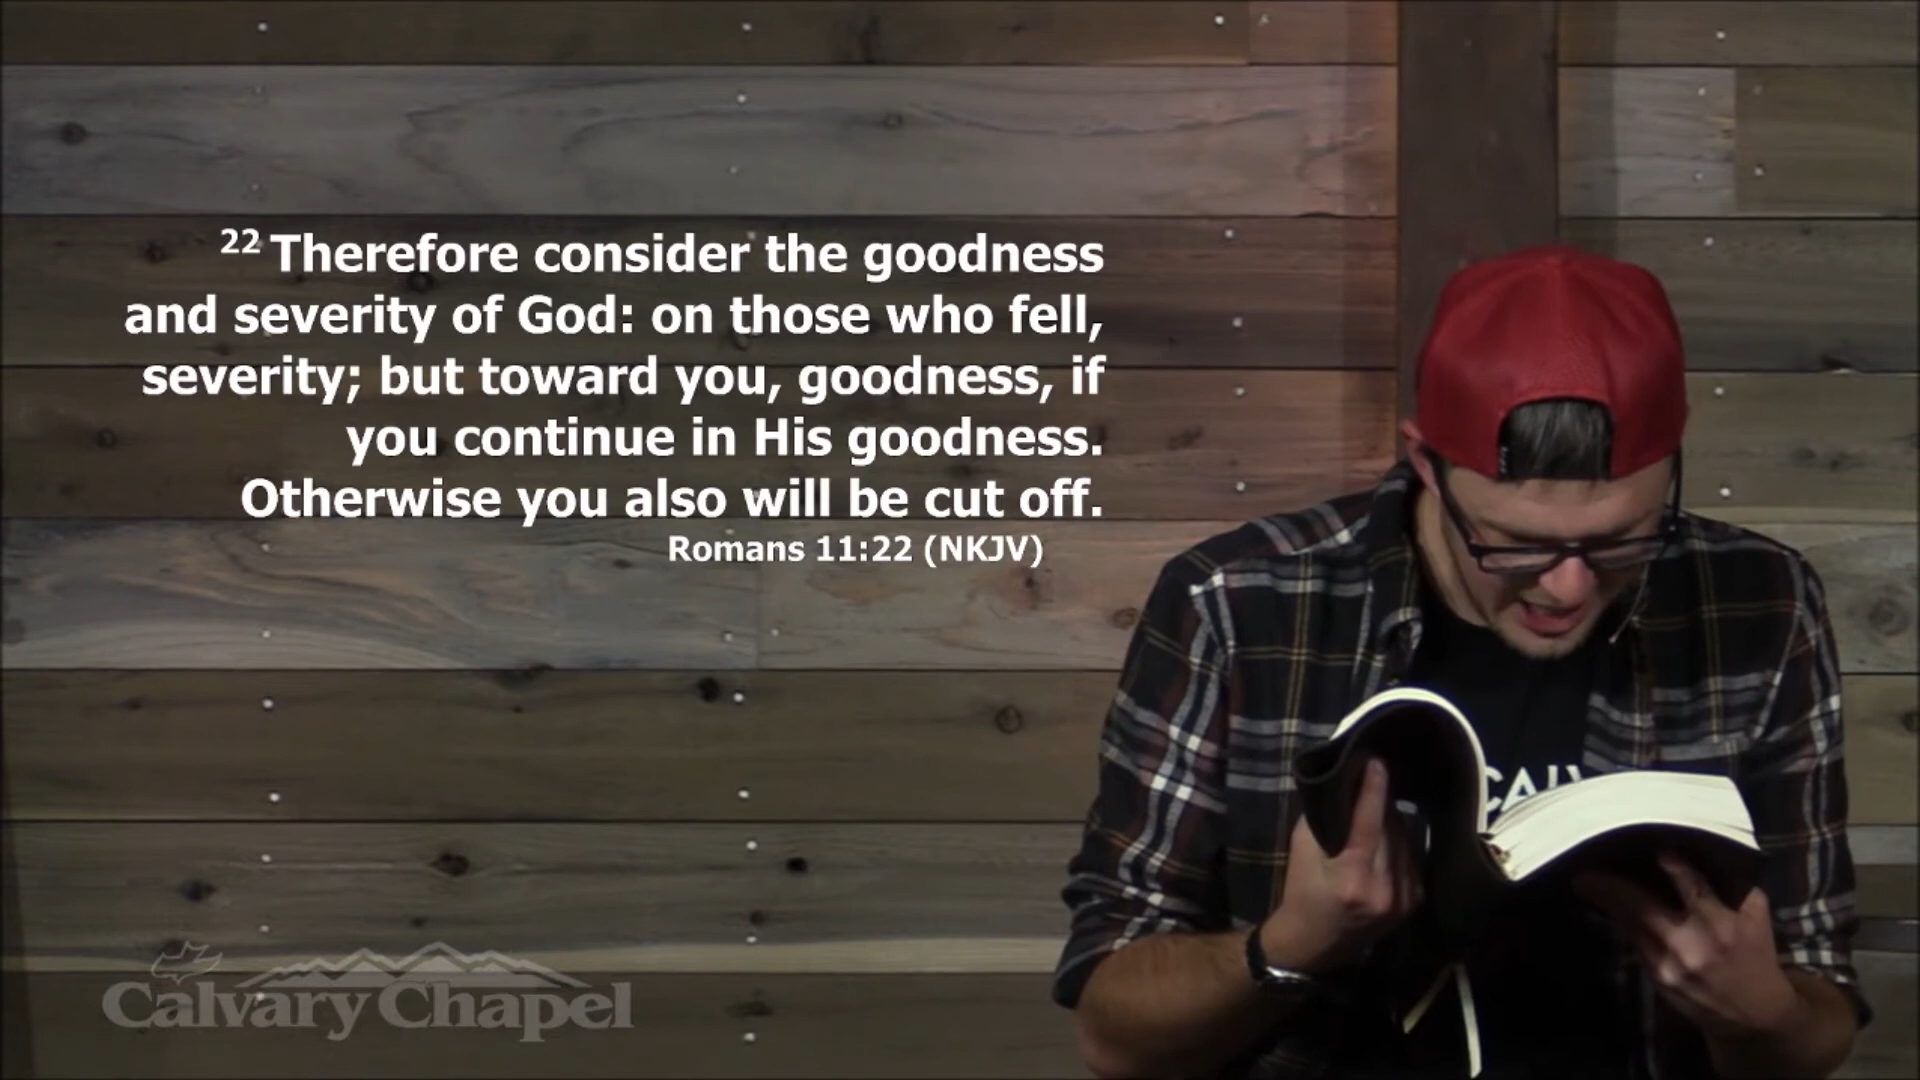 22 Therefore consider the goodness
and severity of God: on those who fell,
severity; but toward you, goodness, if
you continue in His goodness.
Otherwise you also will be cut off.
Romans 11:22 (NKJV)
CALV
Calvary Chapel